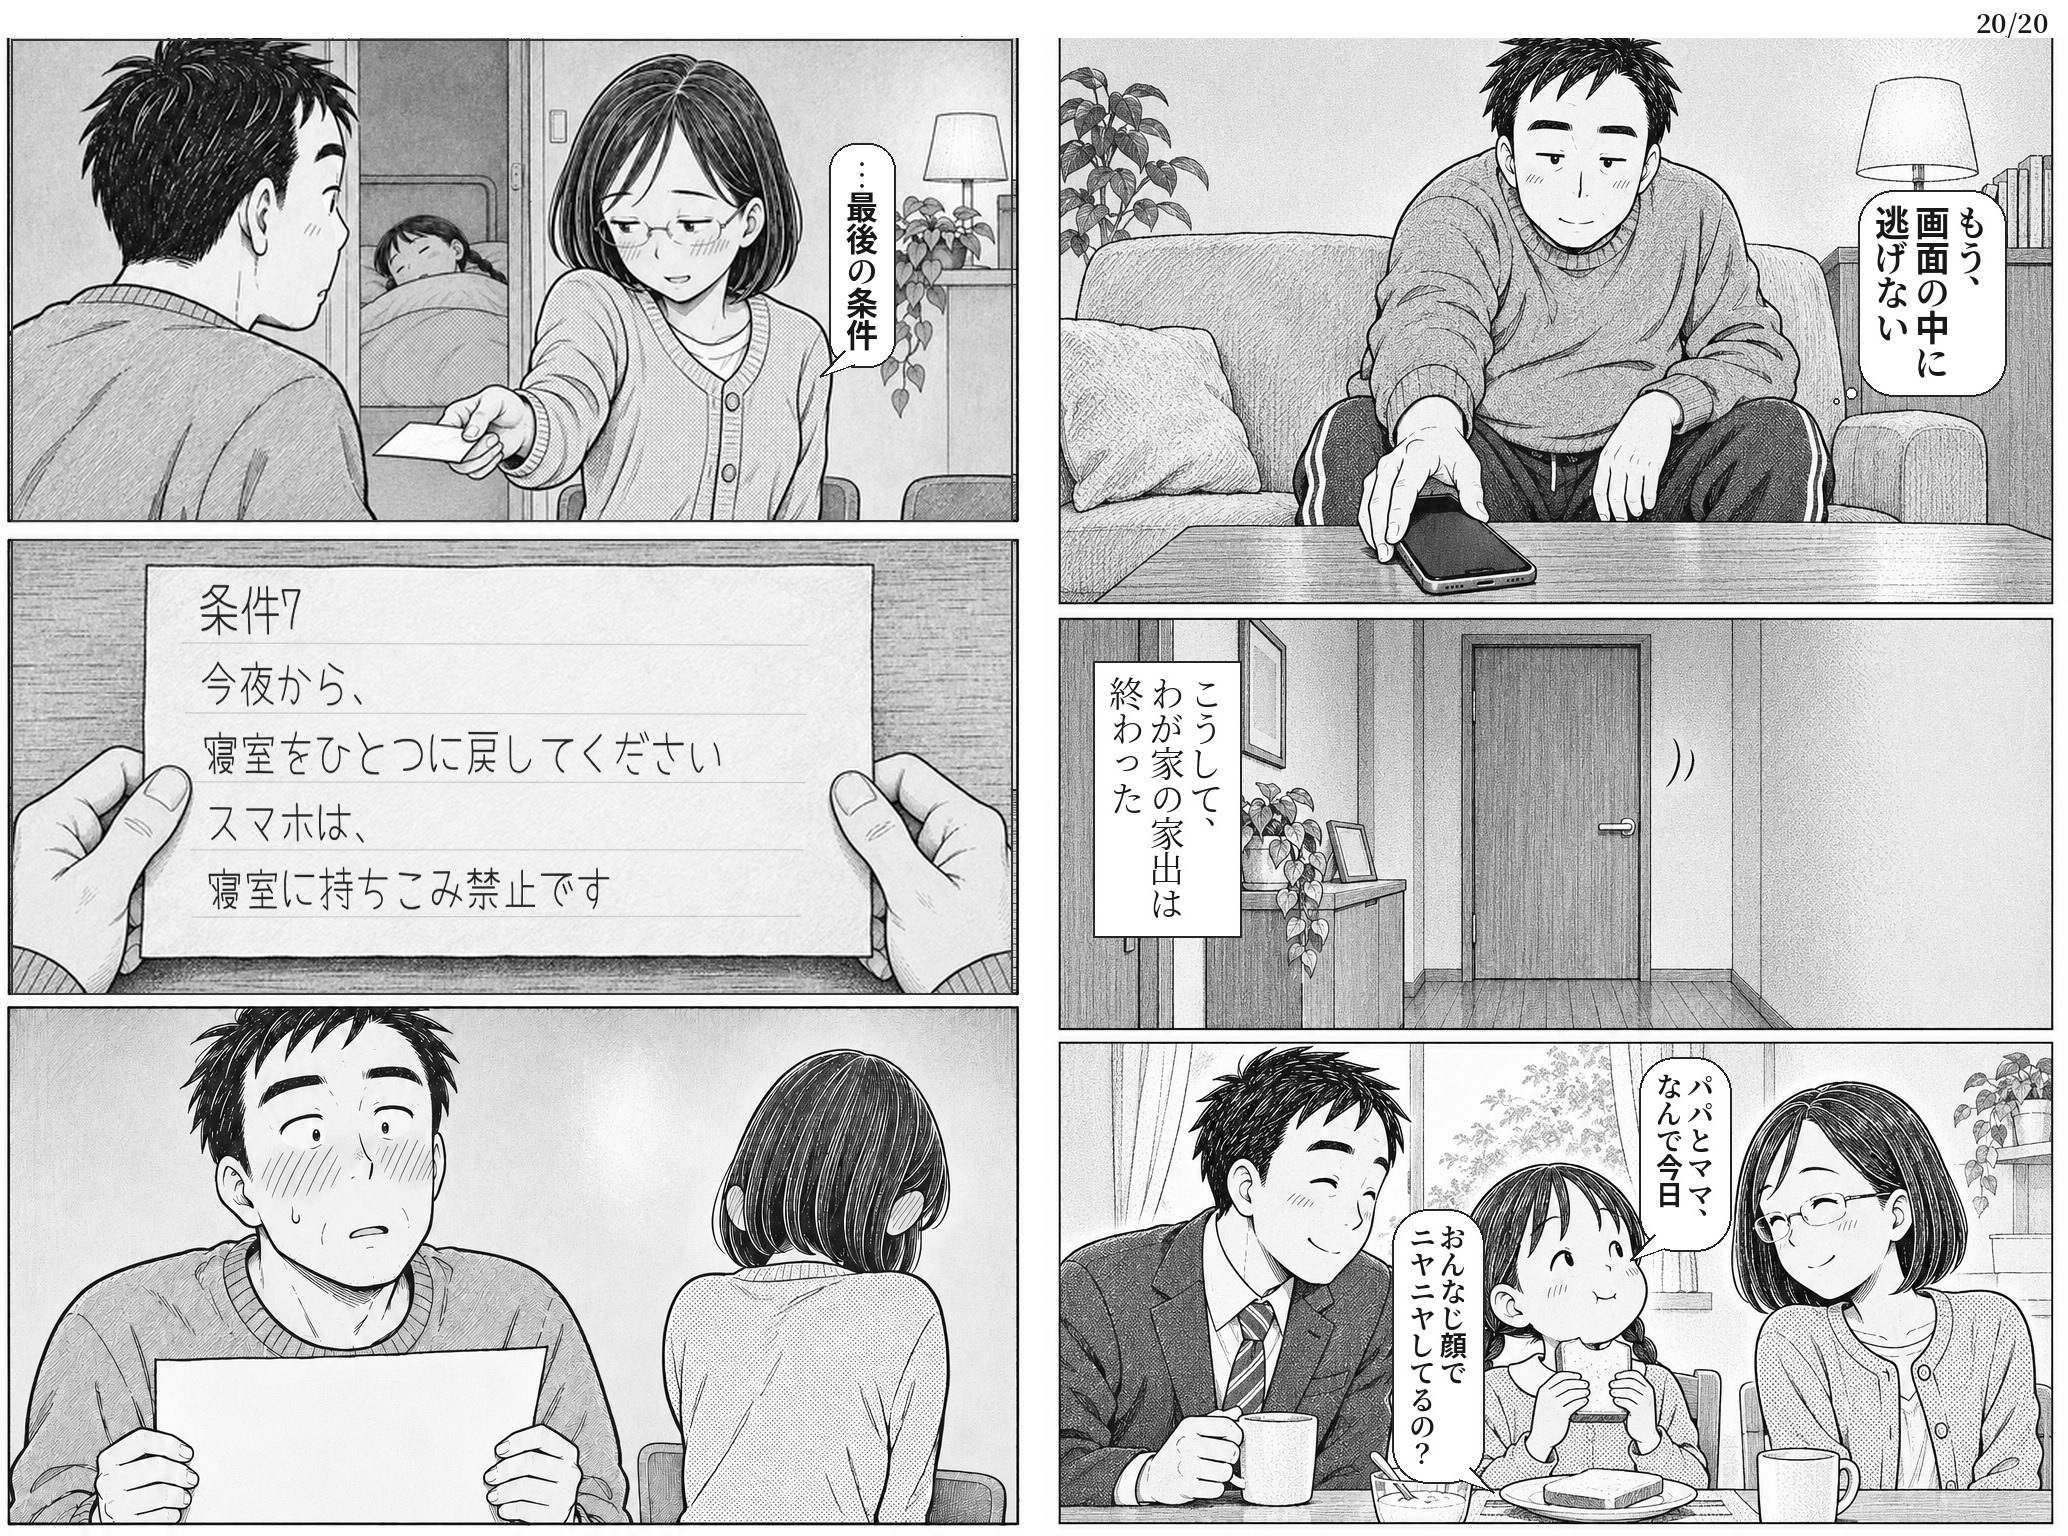 20/20
…最後の条件
条件7
今夜から、
寝室をひとつに戻してください
スマホは、
寝室に持ちこみ禁止です
もう、
画面の中に
逃げない
こうして、
わが家の家出は
終わった
パパとママ、
なんで今日
おんなじ顔で
ニヤニヤしてるの？